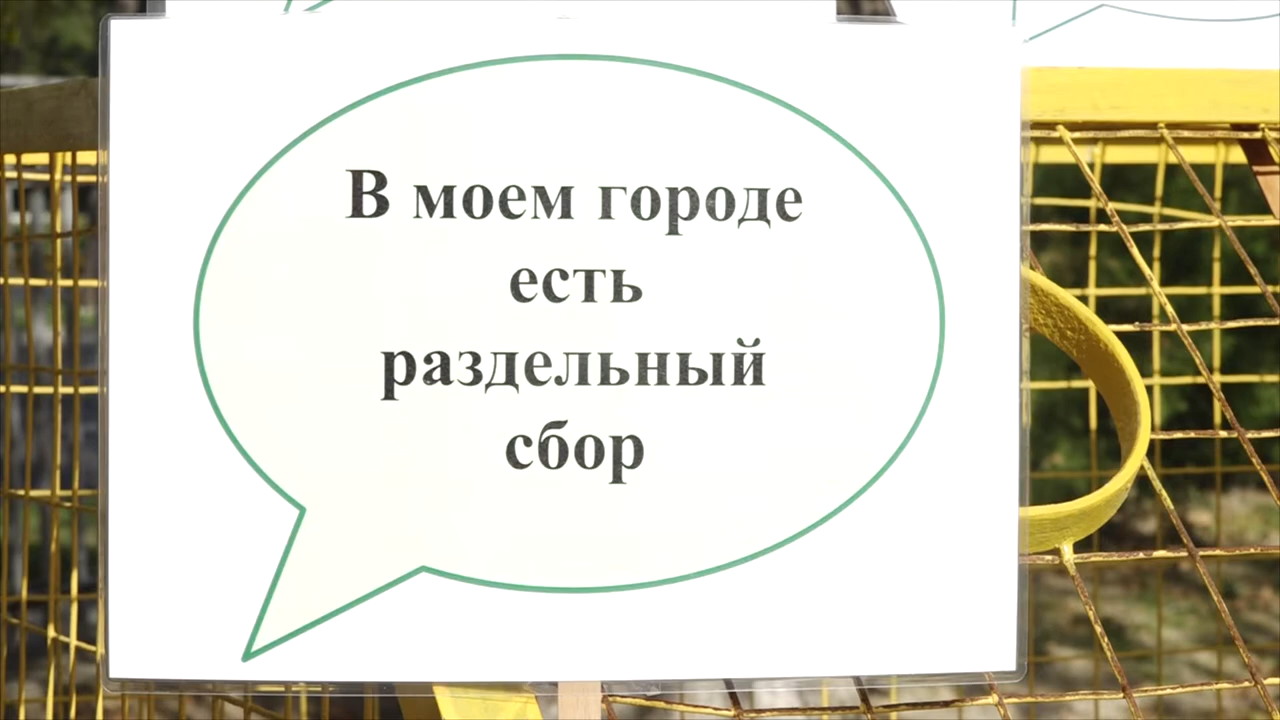 В моем городе
есть
раздельный
сбор